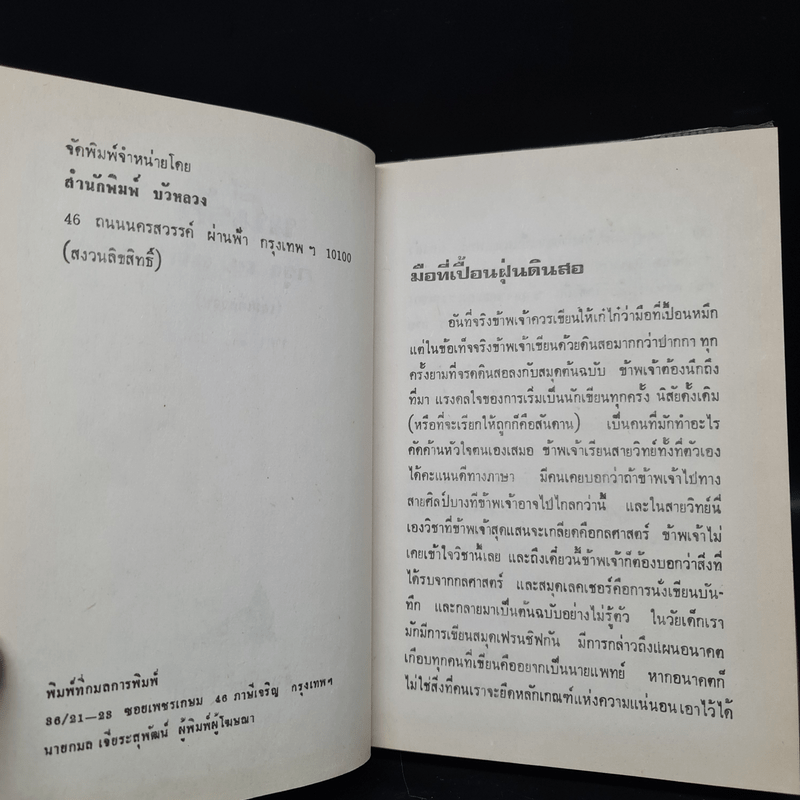 จัดพิมพ์จำหน่ายโดย
สำนักพิมพ์ บัวหลวง
46 ถนนนครสวรรค์ ผ่านฟ้า กรุงเทพฯ 10100
(สงวนลิขสิทธิ์)
พิมพ์ที่กมลการพิมพ์
36/21-23 ซอยเพชรเกษม 46 ภาษีเจริญ กรุงเทพฯ
นายกมล เจียระสุพัฒน์ ผู้พิมพ์ผู้โฆษณา
มือที่เปื้อนฝุ่นดินสอ
อันที่จริงข้าพเจ้าควรเขียนให้เก๋ไก๋ว่ามือที่เปื้อนหมึก
แต่ในข้อเท็จจริงข้าพเจ้าเขียนด้วยดินสอมากกว่าปากกา ทุก
ครั้งยามที่จรดดินสอลงกับสมุดต้นฉบับ ข้าพเจ้าต้องนึกถึง
ที่มา แรงดลใจของการเริ่มเป็นนักเขียนทุกครั้ง นิสัยดั้งเดิม
(หรือที่จะเรียกให้ถูกก็คือสันดาน) เป็นคนที่มักทำอะไร
คัดค้านหัวใจตนเองเสมอ ข้าพเจ้าเรียนสายวิทย์ทั้งที่ตัวเอง
ได้คะแนนดีทางภาษา มีคนเคยบอกว่าถ้าข้าพเจ้าไปทาง
สายศิลป์บางทีข้าพเจ้าอาจไปไกลกว่านี้ และในสายวิทย์นี่
เองวิชาที่ข้าพเจ้าสุดแสนจะเกลียดคือกลศาสตร์ ข้าพเจ้าไม่
เคยเข้าใจวิชานี้เลย และถึงเดี๋ยวนี้ข้าพเจ้าก็ต้องบอกว่าสิ่งที่
ได้รับจากกลศาสตร์ และสมุดเลคเชอร์คือการนั่งเขียนบัน-
ทึก และกลายมาเป็นต้นฉบับอย่างไม่รู้ตัว ในวัยเด็กเรา
มักมีการเขียนสมุดเฟรนชิฟกัน มีการกล่าวถึงแผนอนาคต
เกือบทุกคนที่เขียนคืออยากเป็นนายแพทย์ หากอนาคตก็
ไม่ใช่สิ่งที่คนเราจะยึดหลักเกณฑ์แห่งความแน่นอนเอาไว้ได้